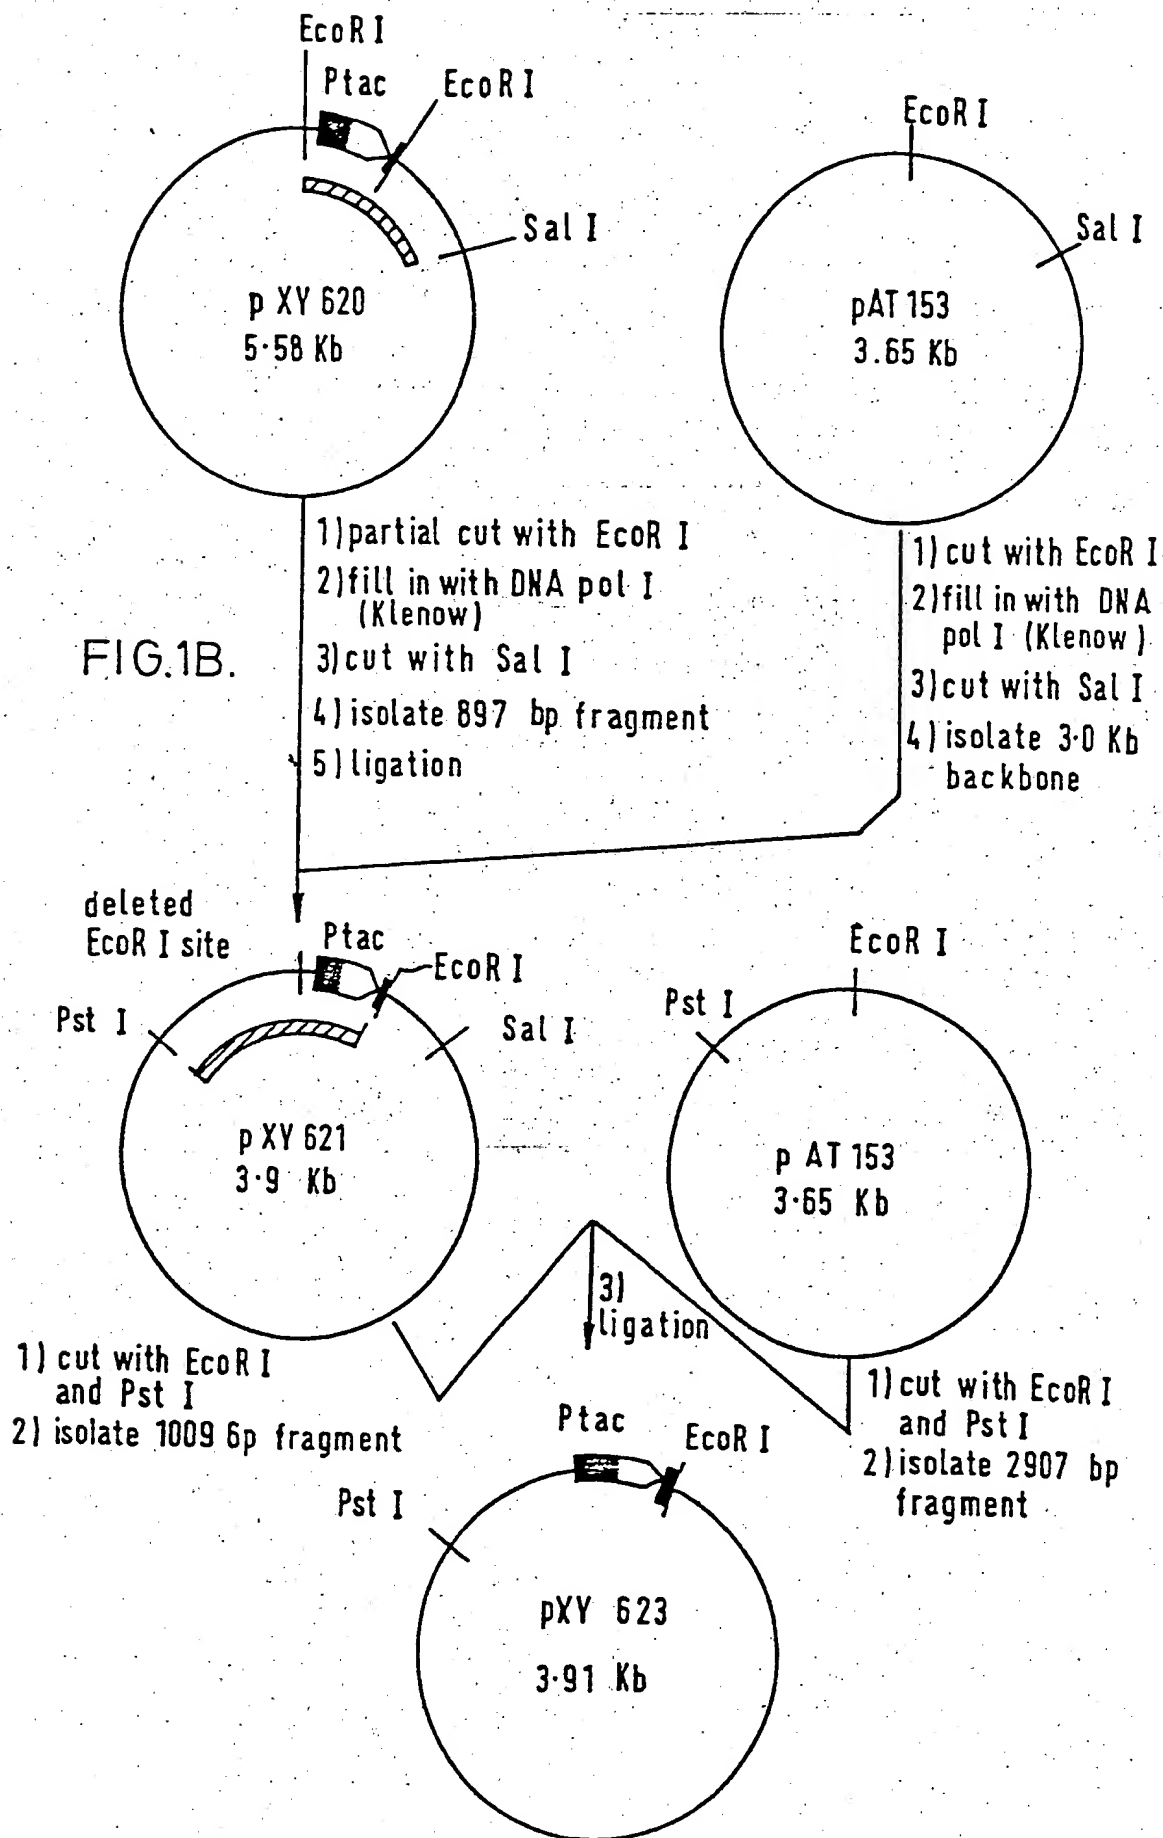 EcoR I
Ptac
EcoR I
Sal I
p XY 620
5·58 Kb
EcoR I
Sal I
pAT 153
3.65 Kb
1) partial cut with EcoR I
2) fill in with DNA pol I
(Klenow)
3) cut with Sal I
4) isolate 897 bp fragment
5) ligation
1) cut with EcoR I
2) fill in with DNA
pol I (Klenow)
3) cut with Sal I
4) isolate 3·0 Kb
backbone
FIG.1B.
deleted
EcoR I site
Ptac
EcoR I
Pst I
Sal I
p XY 621
3·9 Kb
EcoR I
Pst I
p AT 153
3·65 Kb
3)
ligation
1) cut with EcoR I
and Pst I
2) isolate 1009 6p fragment
1) cut with EcoR I
and Pst I
2) isolate 2907 bp
fragment
Ptac
EcoR I
Pst I
pXY 623
3·91 Kb